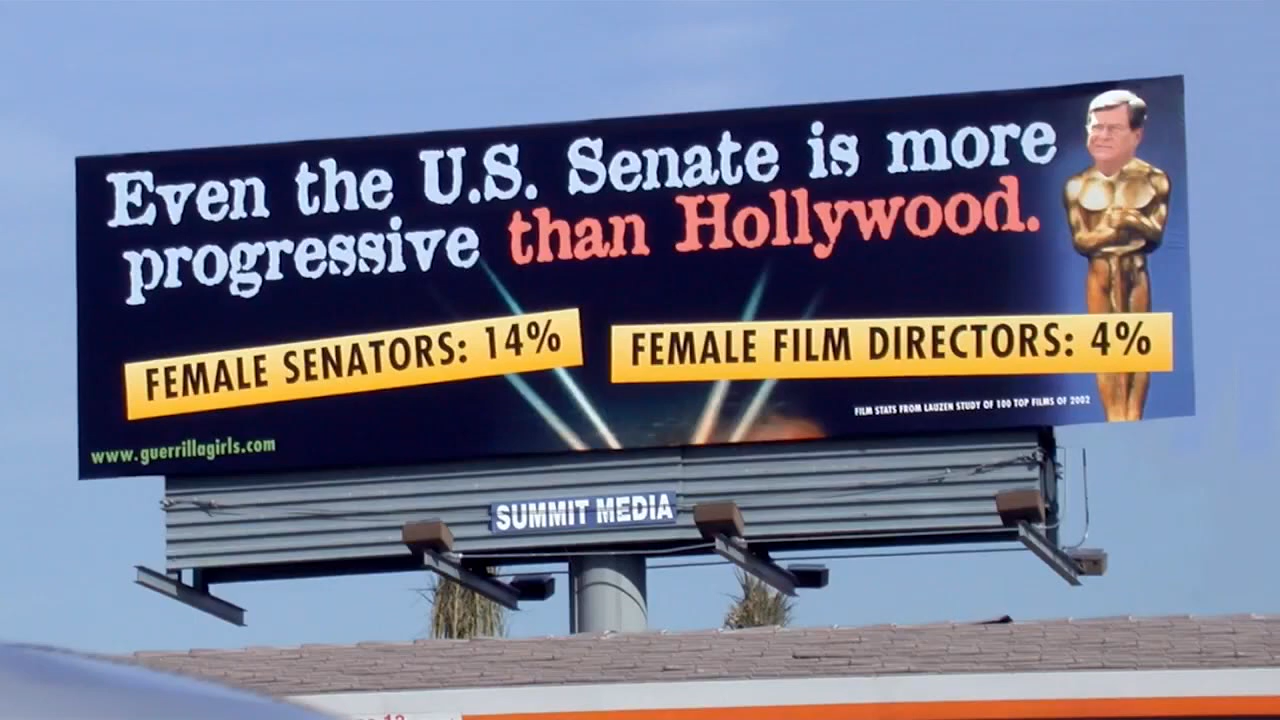 Even the U.S. Senate is more
progressive than Hollywood.
FEMALE SENATORS: 14%
FEMALE FILM DIRECTORS: 4%
FILM STATS FROM LAUZEN STUDY OF 100 TOP FILMS OF 2002
www.guerrillagirls.com
SUMMIT MEDIA